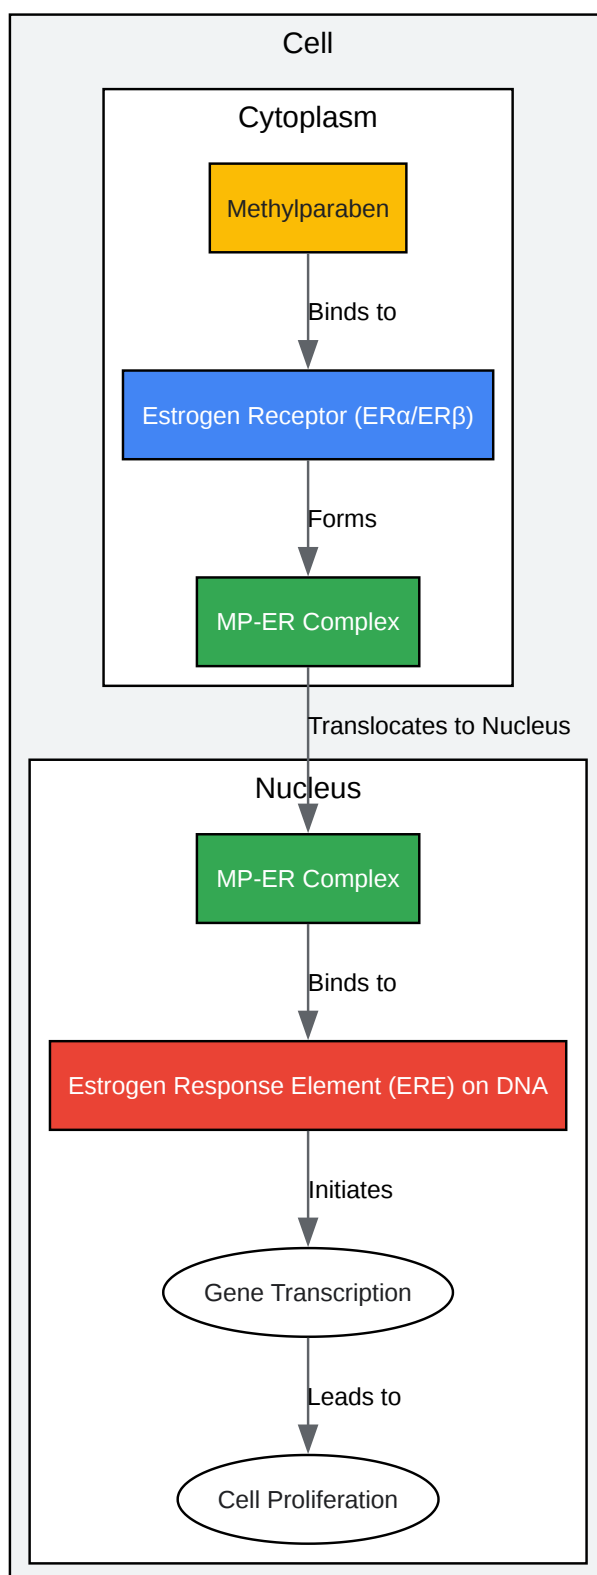 Cell
Cytoplasm
Methylparaben
Binds to
Estrogen Receptor (ERα/ERβ)
Forms
MP-ER Complex
Translocates to Nucleus
Nucleus
MP-ER Complex
Binds to
Estrogen Response Element (ERE) on DNA
Initiates
Gene Transcription
Leads to
Cell Proliferation